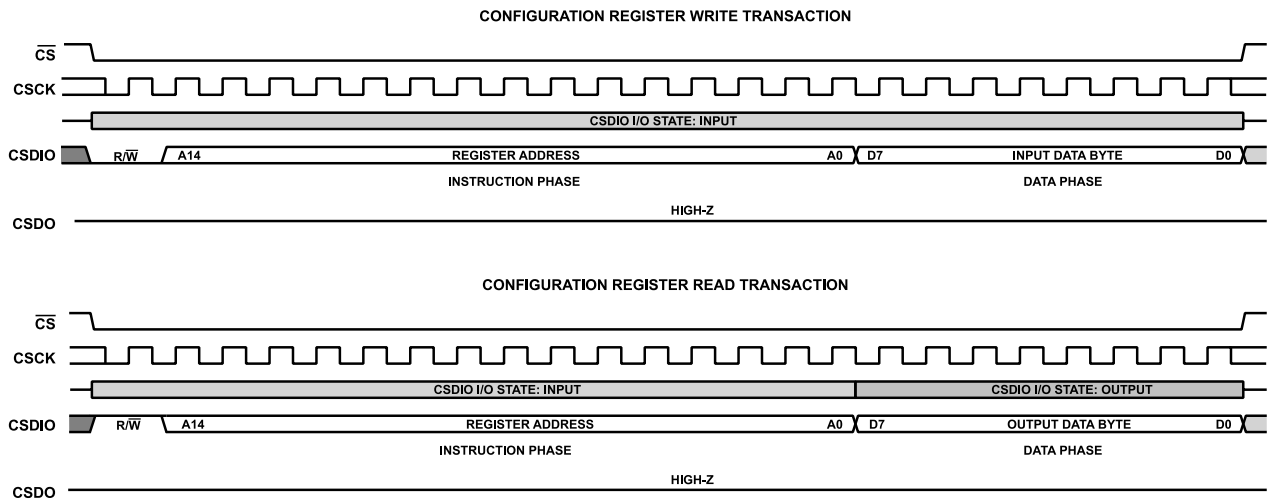 CONFIGURATION REGISTER WRITE TRANSACTION
C̅S̅
CSCK
CSDIO I/O STATE: INPUT
CSDIO R/W̅ A14 REGISTER ADDRESS A0 D7 INPUT DATA BYTE D0
INSTRUCTION PHASE DATA PHASE
HIGH-Z
CSDO
CONFIGURATION REGISTER READ TRANSACTION
C̅S̅
CSCK
CSDIO I/O STATE: INPUT CSDIO I/O STATE: OUTPUT
CSDIO R/W̅ A14 REGISTER ADDRESS A0 D7 OUTPUT DATA BYTE D0
INSTRUCTION PHASE DATA PHASE
HIGH-Z
CSDO